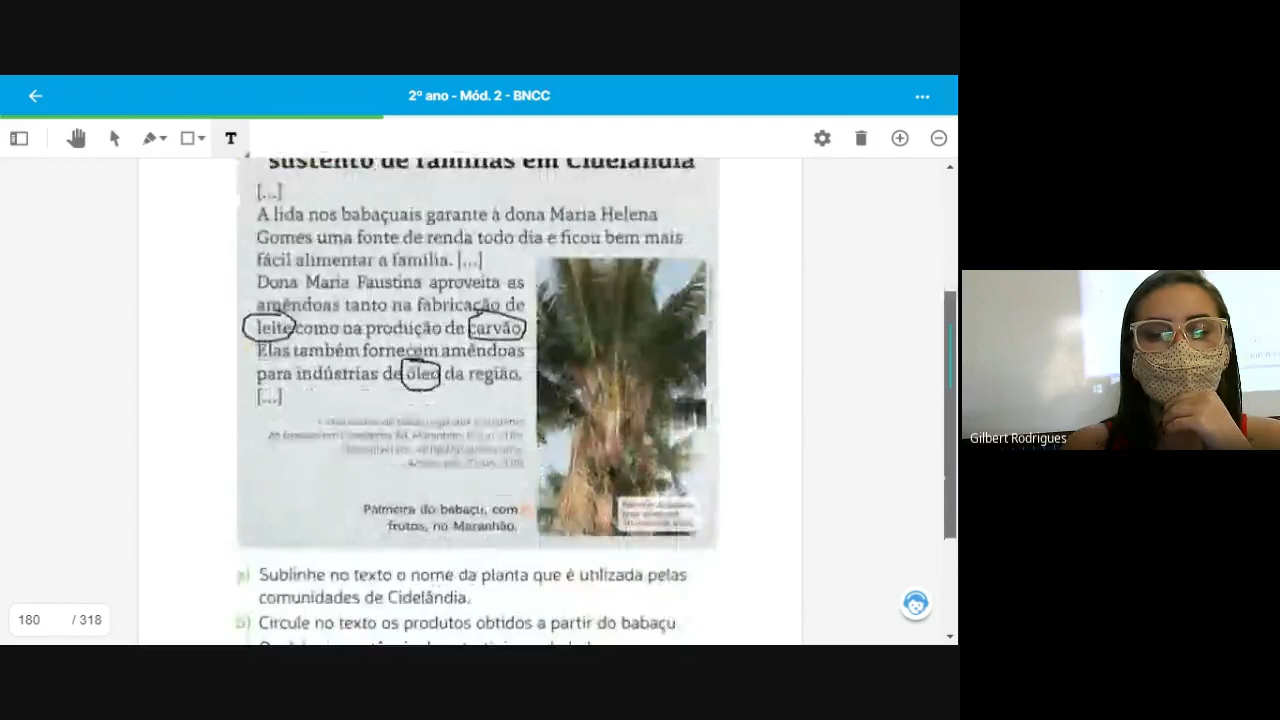 2º ano - Mód. 2 - BNCC
T
sustento de famílias em Cidelândia
[...]
A lida nos babaçuais garante à dona Maria Helena
Gomes uma fonte de renda todo dia e ficou bem mais
fácil alimentar a família. [...]
Dona Maria Faustina aproveita as
amêndoas tanto na fabricação de
leite como na produção de carvão
Elas também fornecem amêndoas
para indústrias de óleo da região.
[...]
Palmeira do babaçu, com
frutos, no Maranhão.
a) Sublinhe no texto o nome da planta que é utilizada pelas
comunidades de Cidelândia.
b) Circule no texto os produtos obtidos a partir do babaçu
180 / 318
Gilbert Rodrigues